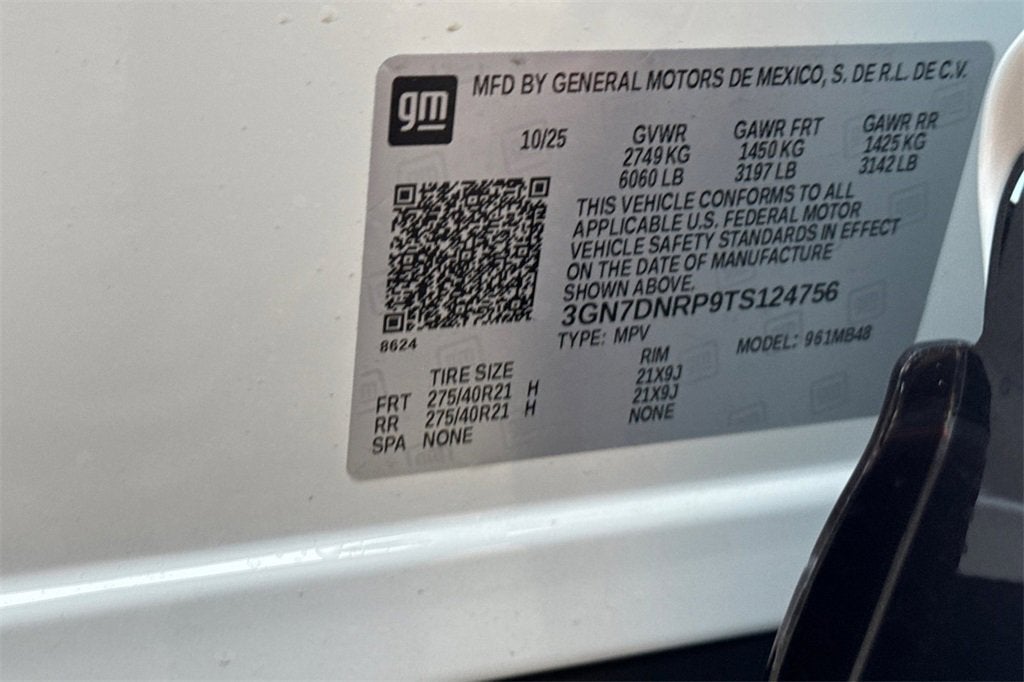 gm
MFD BY GENERAL MOTORS DE MEXICO, S. DE R.L. DE C.V.
10/25 GVWR GAWR FRT GAWR RR
2749 KG 1450 KG 1425 KG
6060 LB 3197 LB 3142 LB
THIS VEHICLE CONFORMS TO ALL
APPLICABLE U.S. FEDERAL MOTOR
VEHICLE SAFETY STANDARDS IN EFFECT
ON THE DATE OF MANUFACTURE
SHOWN ABOVE.
3GN7DNRP9TS124756
TYPE: MPV MODEL: 961MB48
8624
TIRE SIZE RIM
FRT 275/40R21 H 21X9J
RR 275/40R21 H 21X9J
SPA NONE NONE